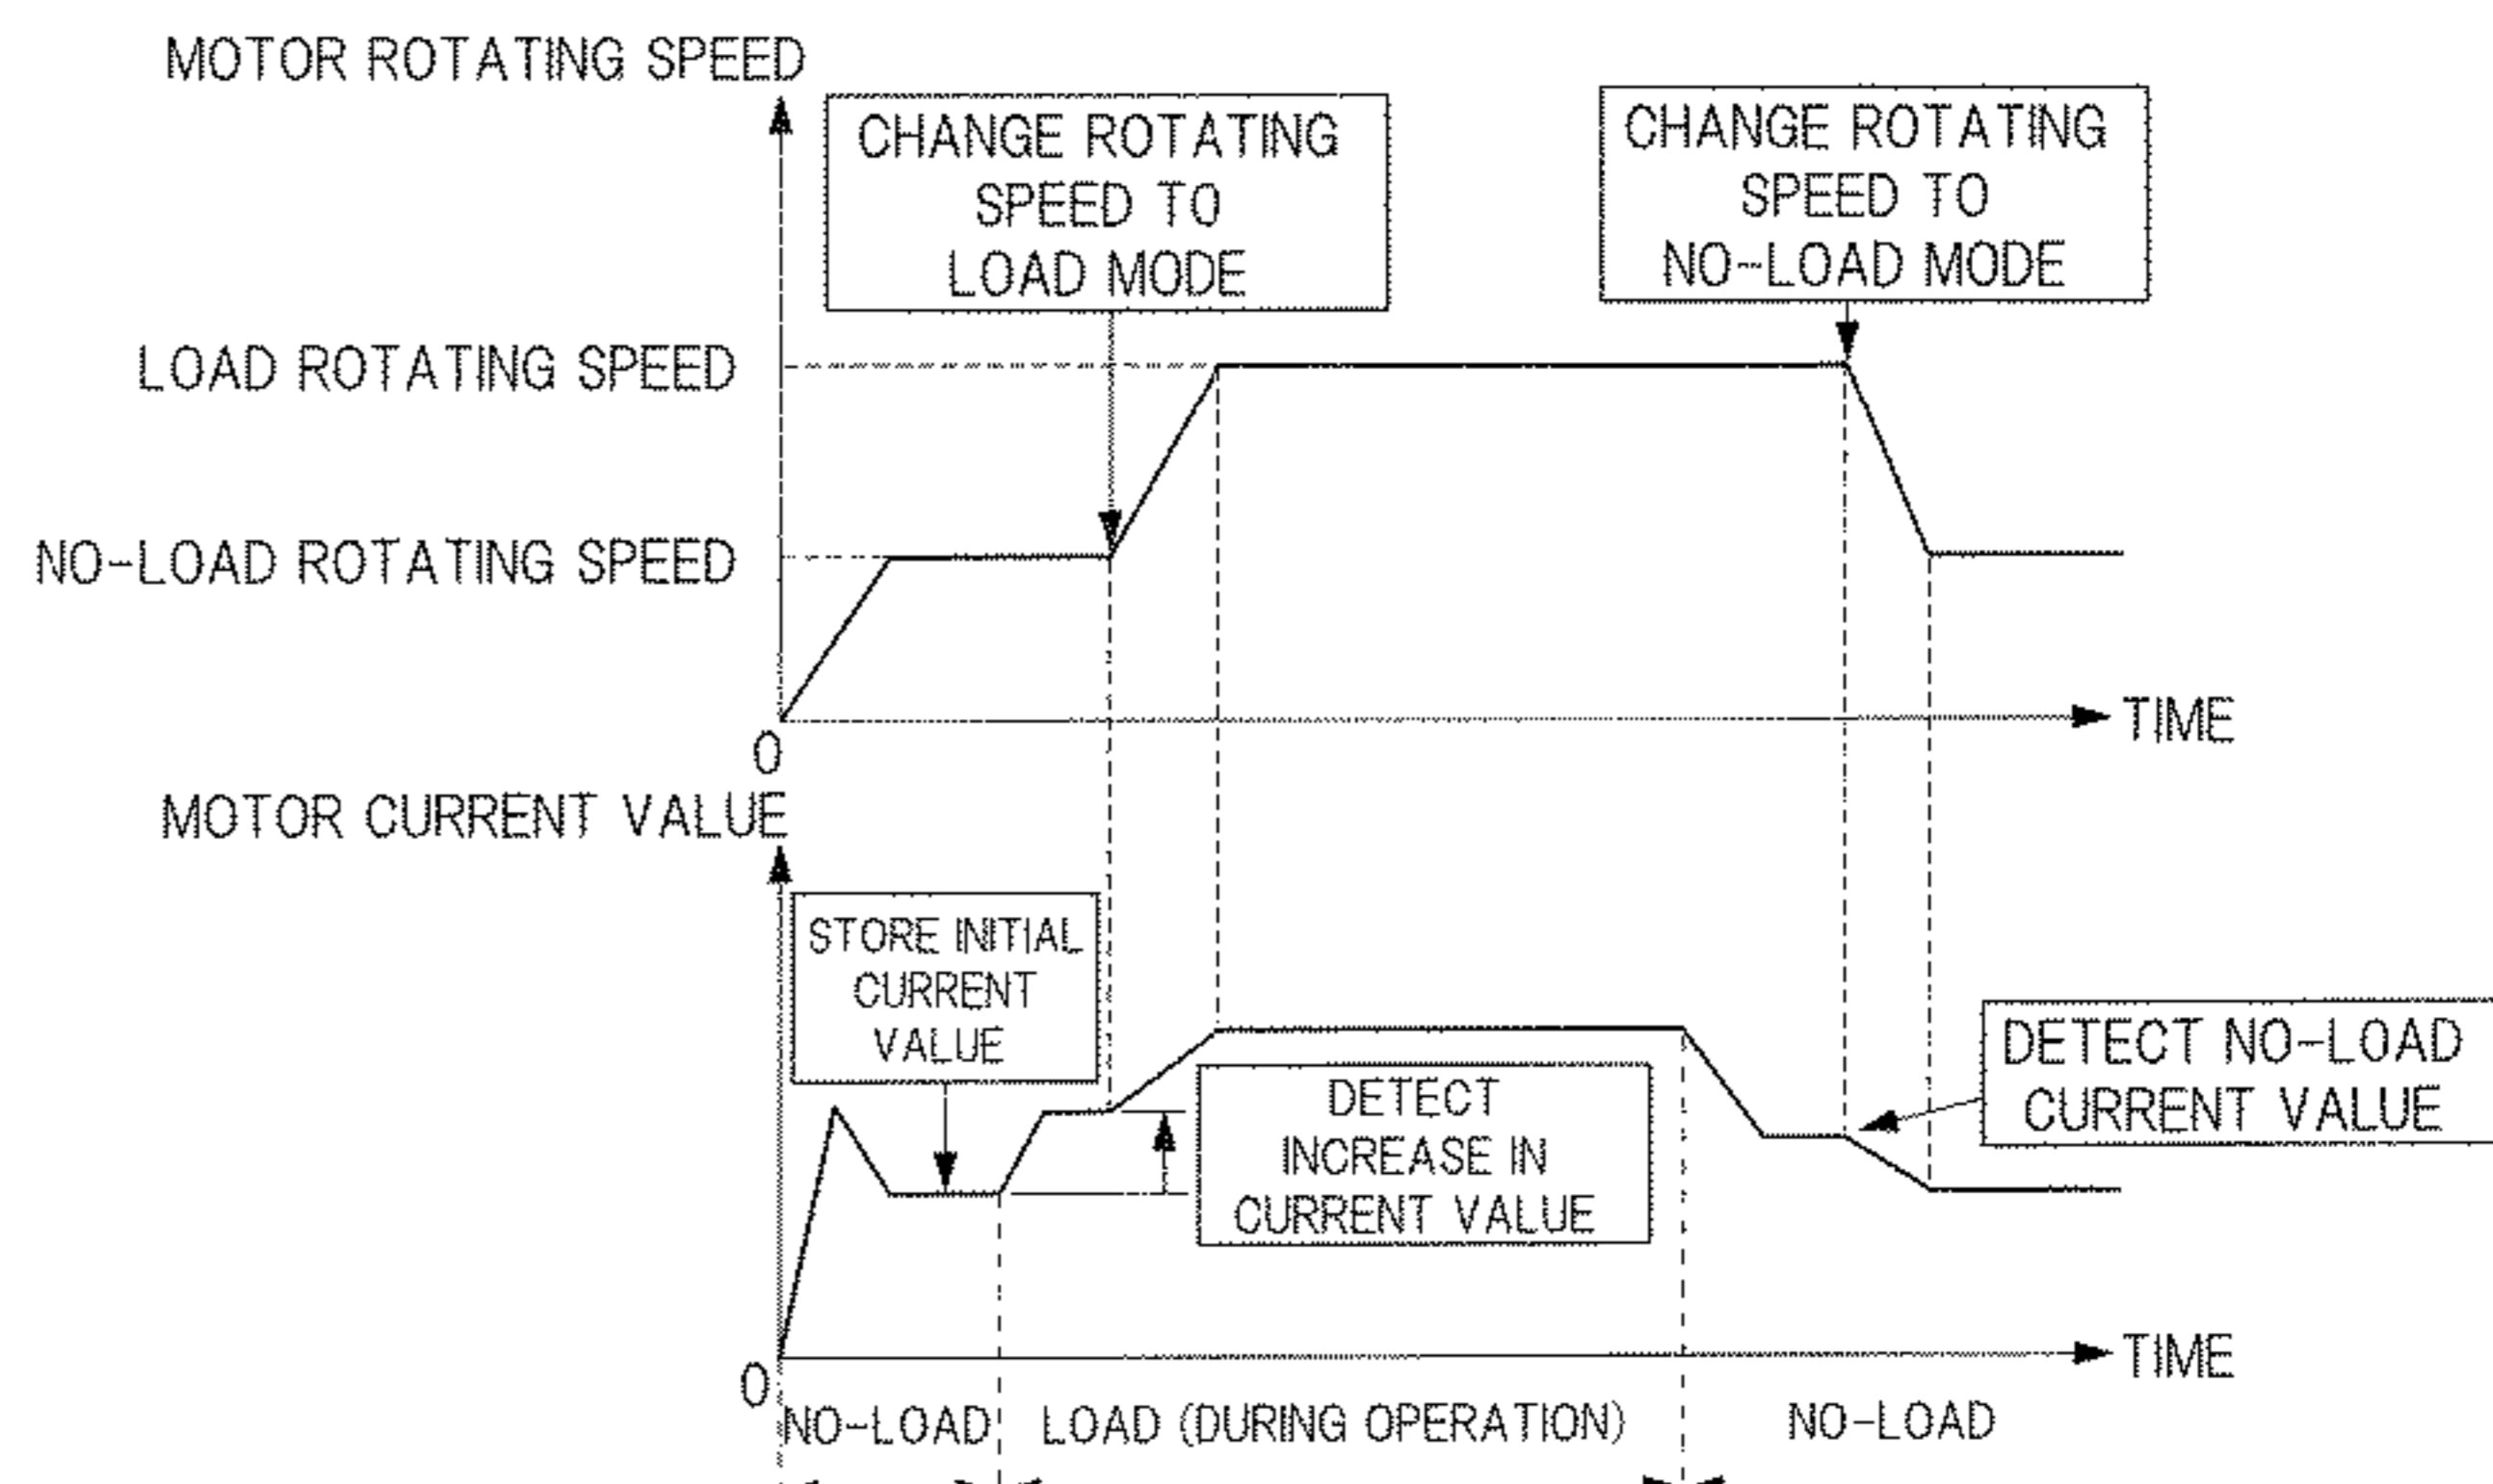 MOTOR ROTATING SPEED
CHANGE ROTATING
SPEED TO
LOAD MODE
CHANGE ROTATING
SPEED TO
NO-LOAD MODE
LOAD ROTATING SPEED
NO-LOAD ROTATING SPEED
0
TIME
MOTOR CURRENT VALUE
STORE INITIAL
CURRENT
VALUE
DETECT
INCREASE IN
CURRENT VALUE
DETECT NO-LOAD
CURRENT VALUE
0
TIME
NO-LOAD
LOAD (DURING OPERATION)
NO-LOAD